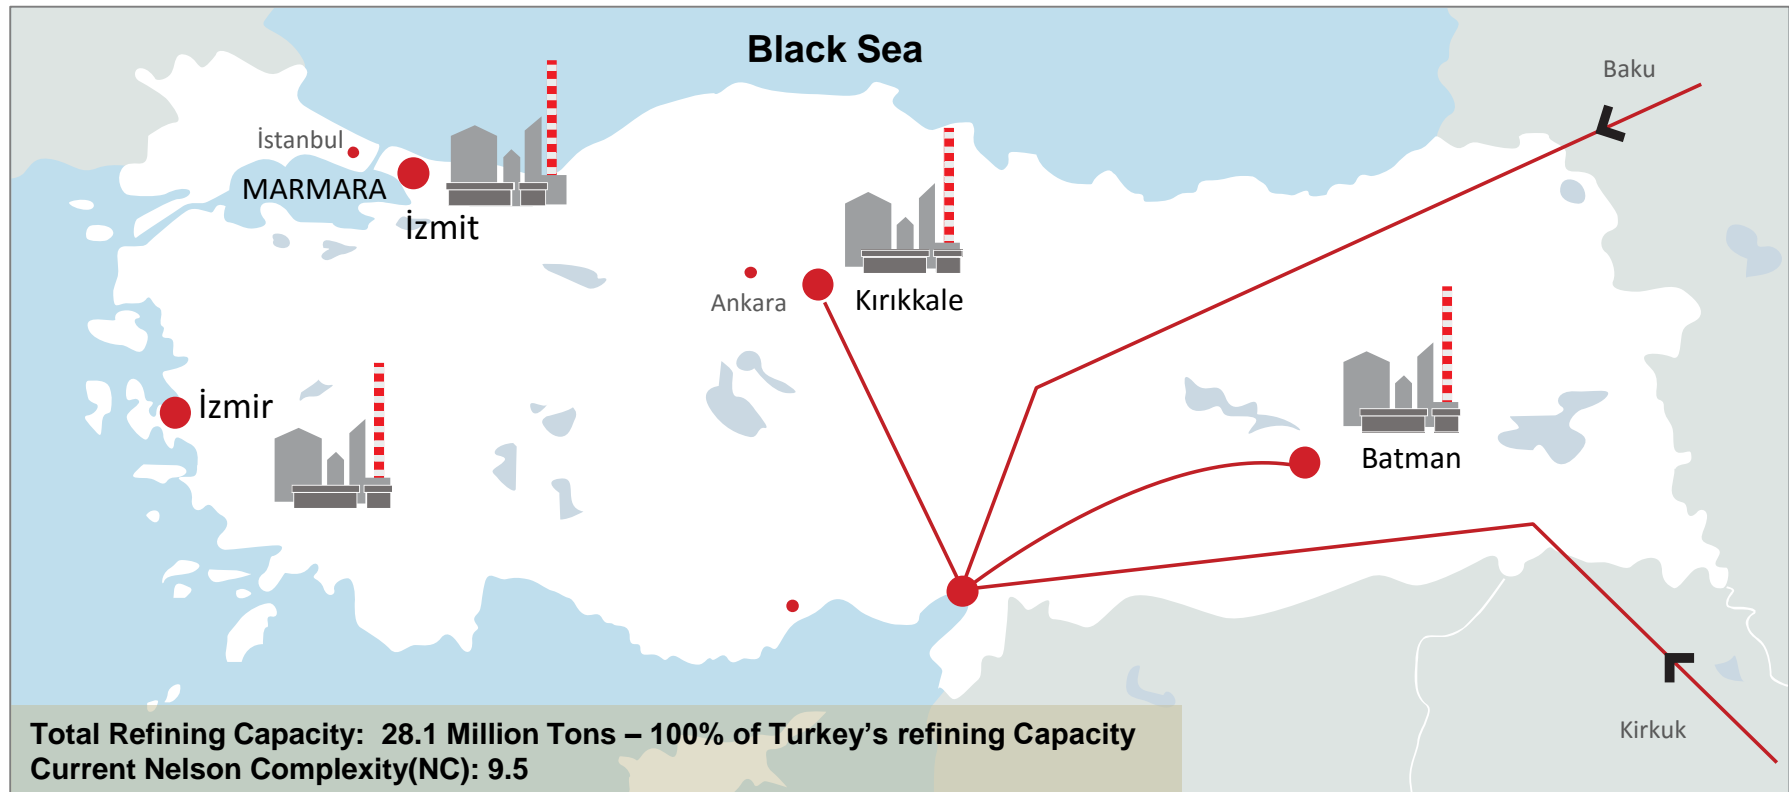 Black Sea
Baku
İstanbul
MARMARA
İzmit
Ankara
Kırıkkale
İzmir
Batman
Kirkuk
Total Refining Capacity: 28.1 Million Tons – 100% of Turkey’s refining Capacity
Current Nelson Complexity(NC): 9.5